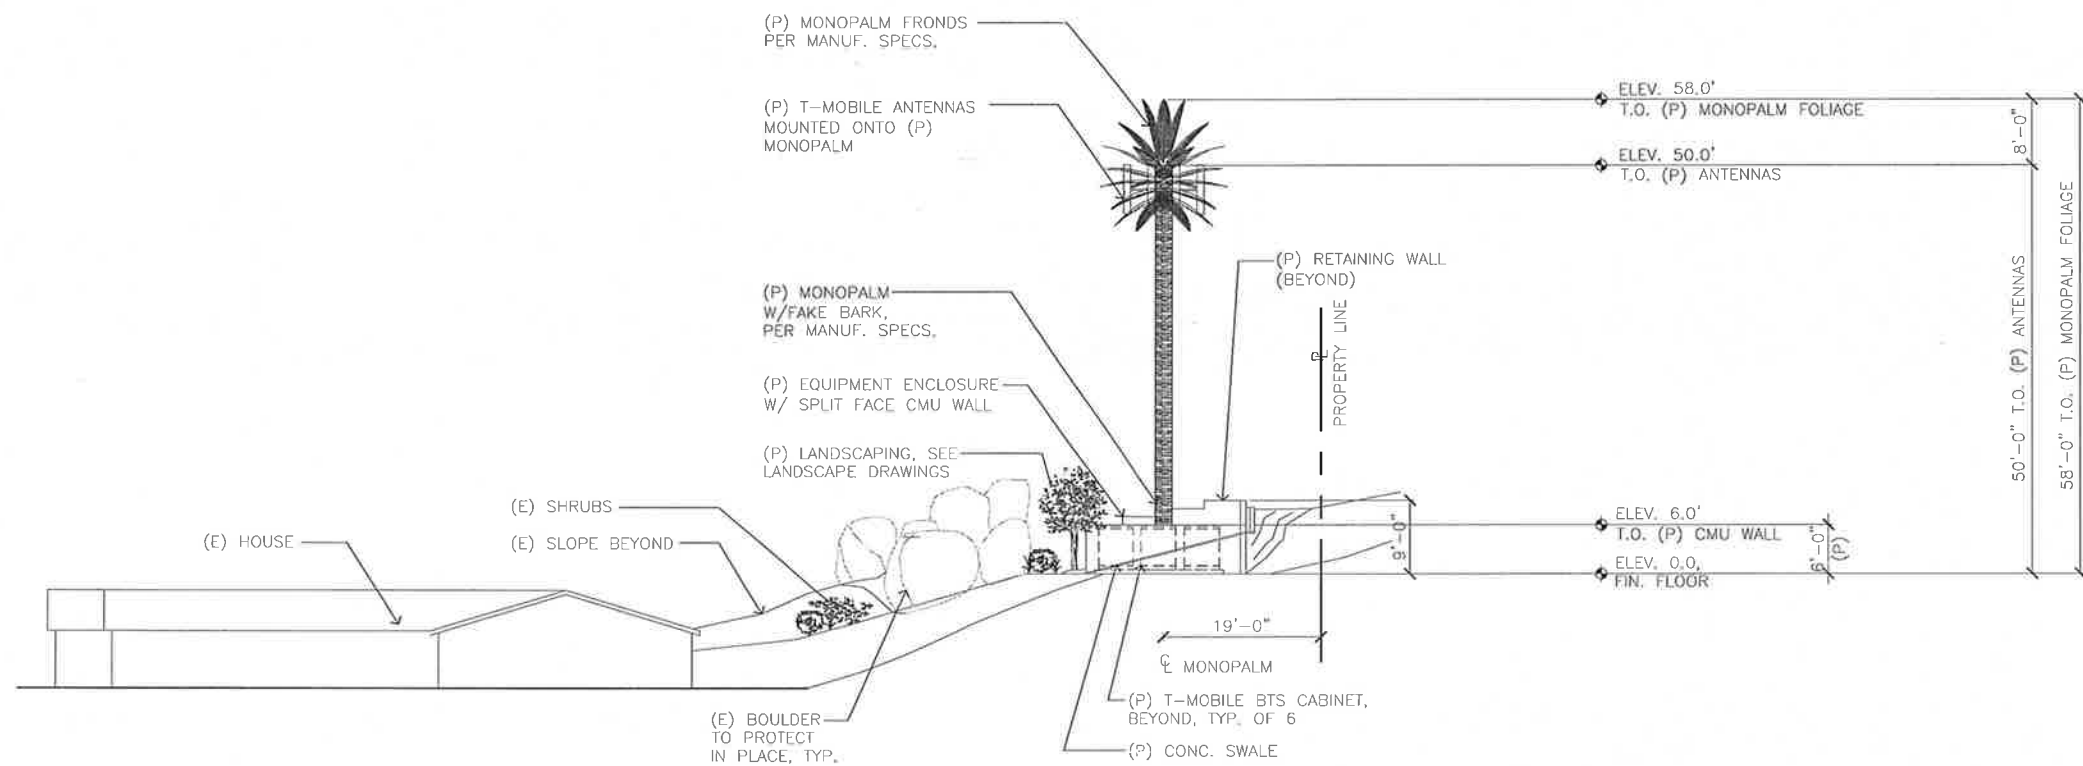 (P) MONOPALM FRONDS
PER MANUF. SPECS.
(P) T-MOBILE ANTENNAS
MOUNTED ONTO (P)
MONOPALM
ELEV. 58.0'
T.O. (P) MONOPALM FOLIAGE
8'-0"
ELEV. 50.0'
T.O. (P) ANTENNAS
50'-0" T.O. (P) ANTENNAS
58'-0" T.O. (P) MONOPALM FOLIAGE
(P) RETAINING WALL
(BEYOND)
PROPERTY LINE
(P) MONOPALM
W/FAKE BARK,
PER MANUF. SPECS.
(P) EQUIPMENT ENCLOSURE
W/ SPLIT FACE CMU WALL
(P) LANDSCAPING, SEE
LANDSCAPE DRAWINGS
(E) SHRUBS
(E) SLOPE BEYOND
(E) HOUSE
9'-0"
ELEV. 6.0'
T.O. (P) CMU WALL
6'-0"
(P)
ELEV. 0.0,
FIN. FLOOR
19'-0"
℄ MONOPALM
(P) T-MOBILE BTS CABINET,
BEYOND, TYP. OF 6
(P) CONC. SWALE
(E) BOULDER
TO PROTECT
IN PLACE, TYP.